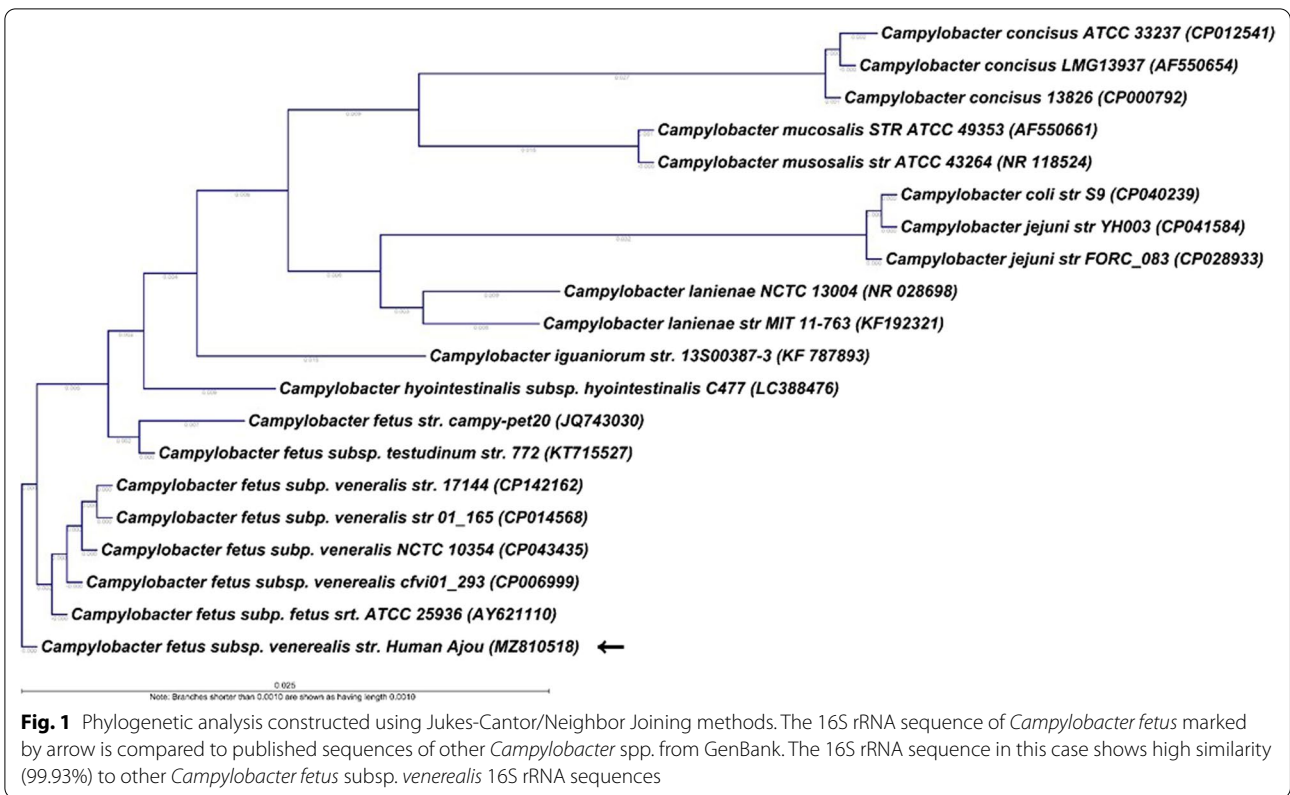 Campylobacter concisus ATCC 33237 (CP012541)
Campylobacter concisus LMG13937 (AF550654)
Campylobacter concisus 13826 (CP000792)
Campylobacter mucosalis STR ATCC 49353 (AF550661)
Campylobacter musosalis str ATCC 43264 (NR 118524)
Campylobacter coli str S9 (CP040239)
Campylobacter jejuni str YH003 (CP041584)
Campylobacter jejuni str FORC_083 (CP028933)
Campylobacter lanienae NCTC 13004 (NR 028698)
Campylobacter lanienae str MIT 11-763 (KF192321)
Campylobacter iguaniorum str. 13S00387-3 (KF 787893)
Campylobacter hyointestinalis subsp. hyointestinalis C477 (LC388476)
Campylobacter fetus str. campy-pet20 (JQ743030)
Campylobacter fetus subsp. testudinum str. 772 (KT715527)
Campylobacter fetus subp. veneralis str. 17144 (CP142162)
Campylobacter fetus subp. veneralis str 01_165 (CP014568)
Campylobacter fetus subp. veneralis NCTC 10354 (CP043435)
Campylobacter fetus subsp. venerealis cfvi01_293 (CP006999)
Campylobacter fetus subp. fetus srt. ATCC 25936 (AY621110)
Campylobacter fetus subsp. venerealis str. Human Ajou (MZ810518)
0.025
Note: Branches shorter than 0.0010 are shown as having length 0.0010
Fig. 1 Phylogenetic analysis constructed using Jukes-Cantor/Neighbor Joining methods. The 16S rRNA sequence of Campylobacter fetus marked
by arrow is compared to published sequences of other Campylobacter spp. from GenBank. The 16S rRNA sequence in this case shows high similarity
(99.93%) to other Campylobacter fetus subsp. venerealis 16S rRNA sequences